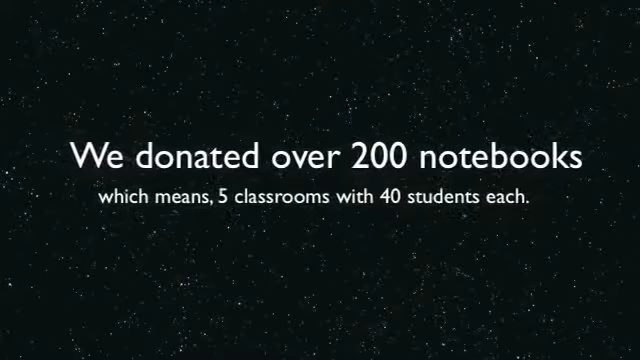 We donated over 200 notebooks
which means, 5 classrooms with 40 students each.